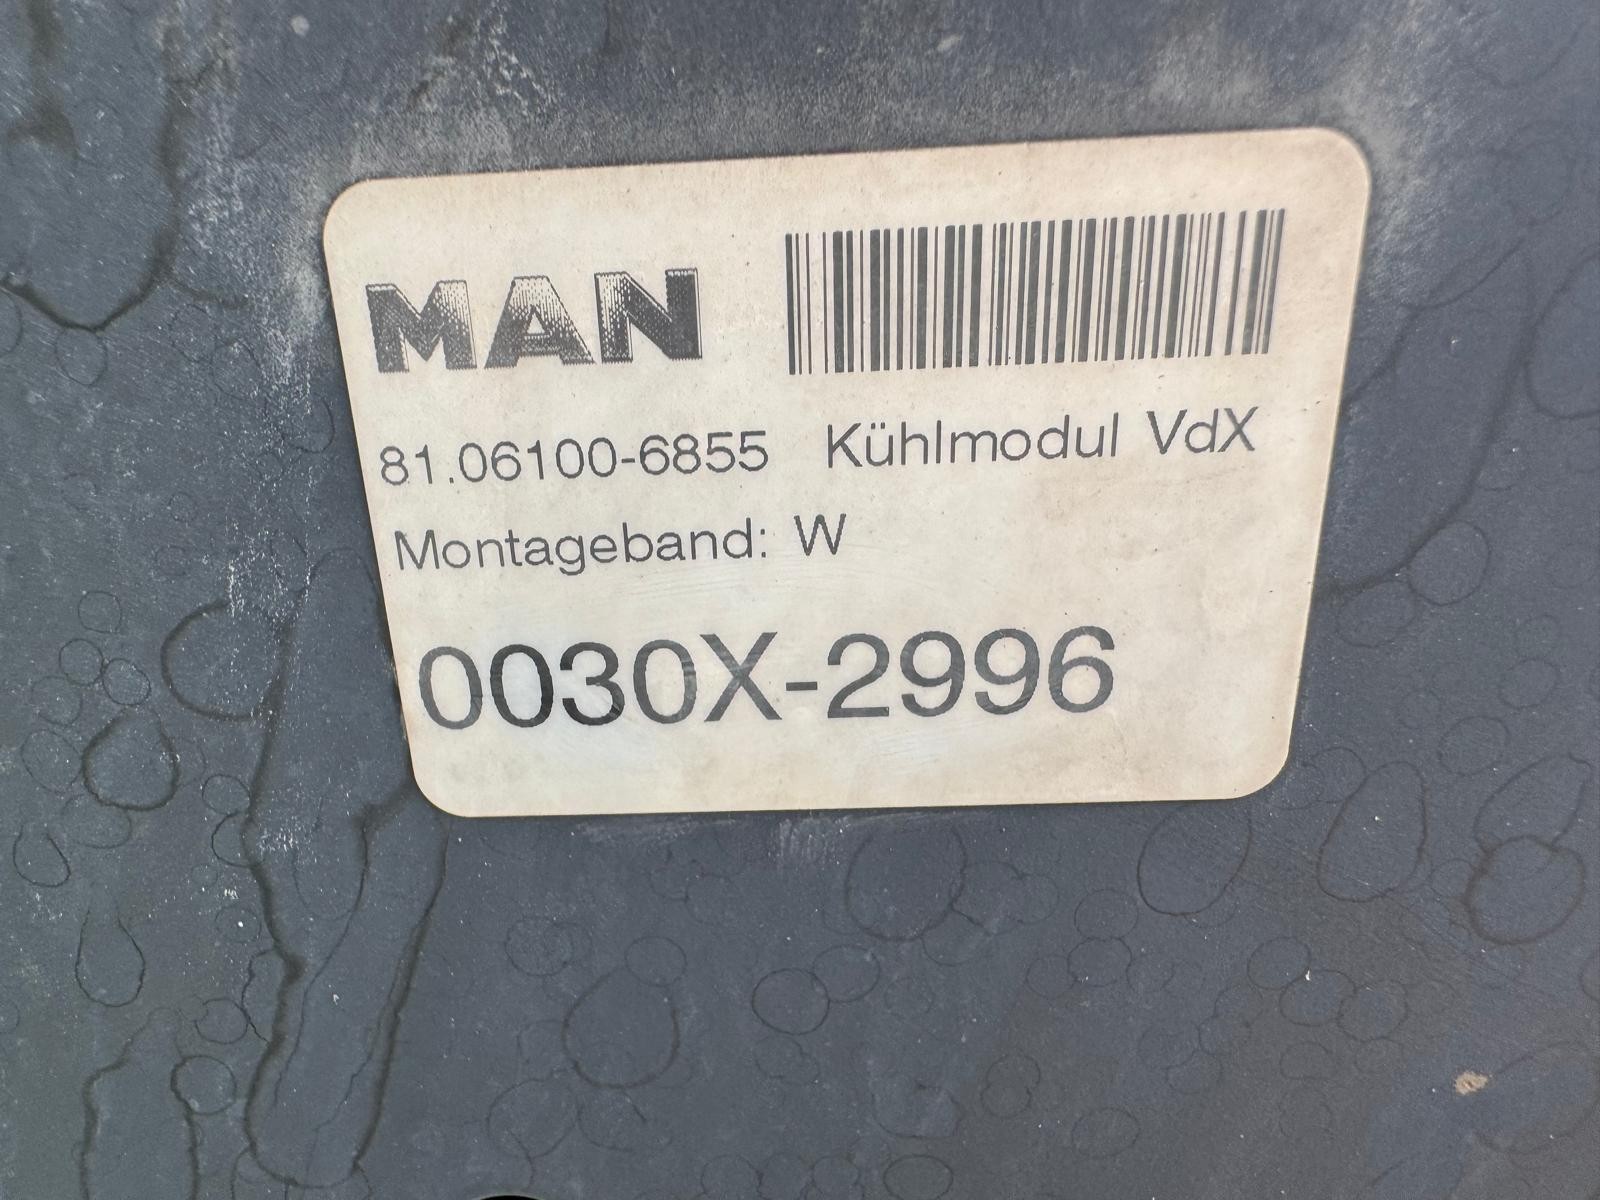 MAN
81.06100-6855 Kühlmodul VdX
Montageband: W
0030X-2996